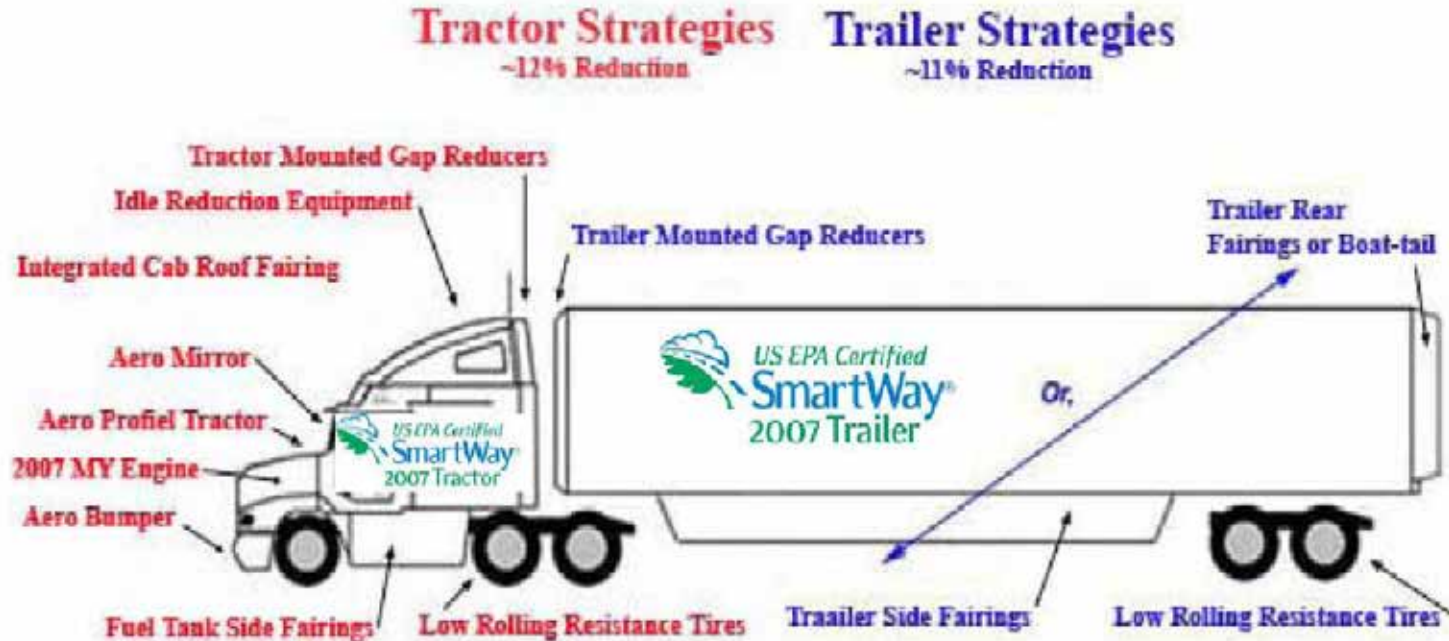 Tractor Strategies
~12% Reduction
Trailer Strategies
~11% Reduction
Tractor Mounted Gap Reducers
Idle Reduction Equipment
Integrated Cab Roof Fairing
Trailer Mounted Gap Reducers
Trailer Rear
Fairings or Boat-tail
Aero Mirror
Aero Profiel Tractor
2007 MY Engine
Aero Bumper
US EPA Certified
SmartWay®
2007 Tractor
US EPA Certified
SmartWay®
2007 Trailer
Or,
Fuel Tank Side Fairings
Low Rolling Resistance Tires
Traailer Side Fairings
Low Rolling Resistance Tires